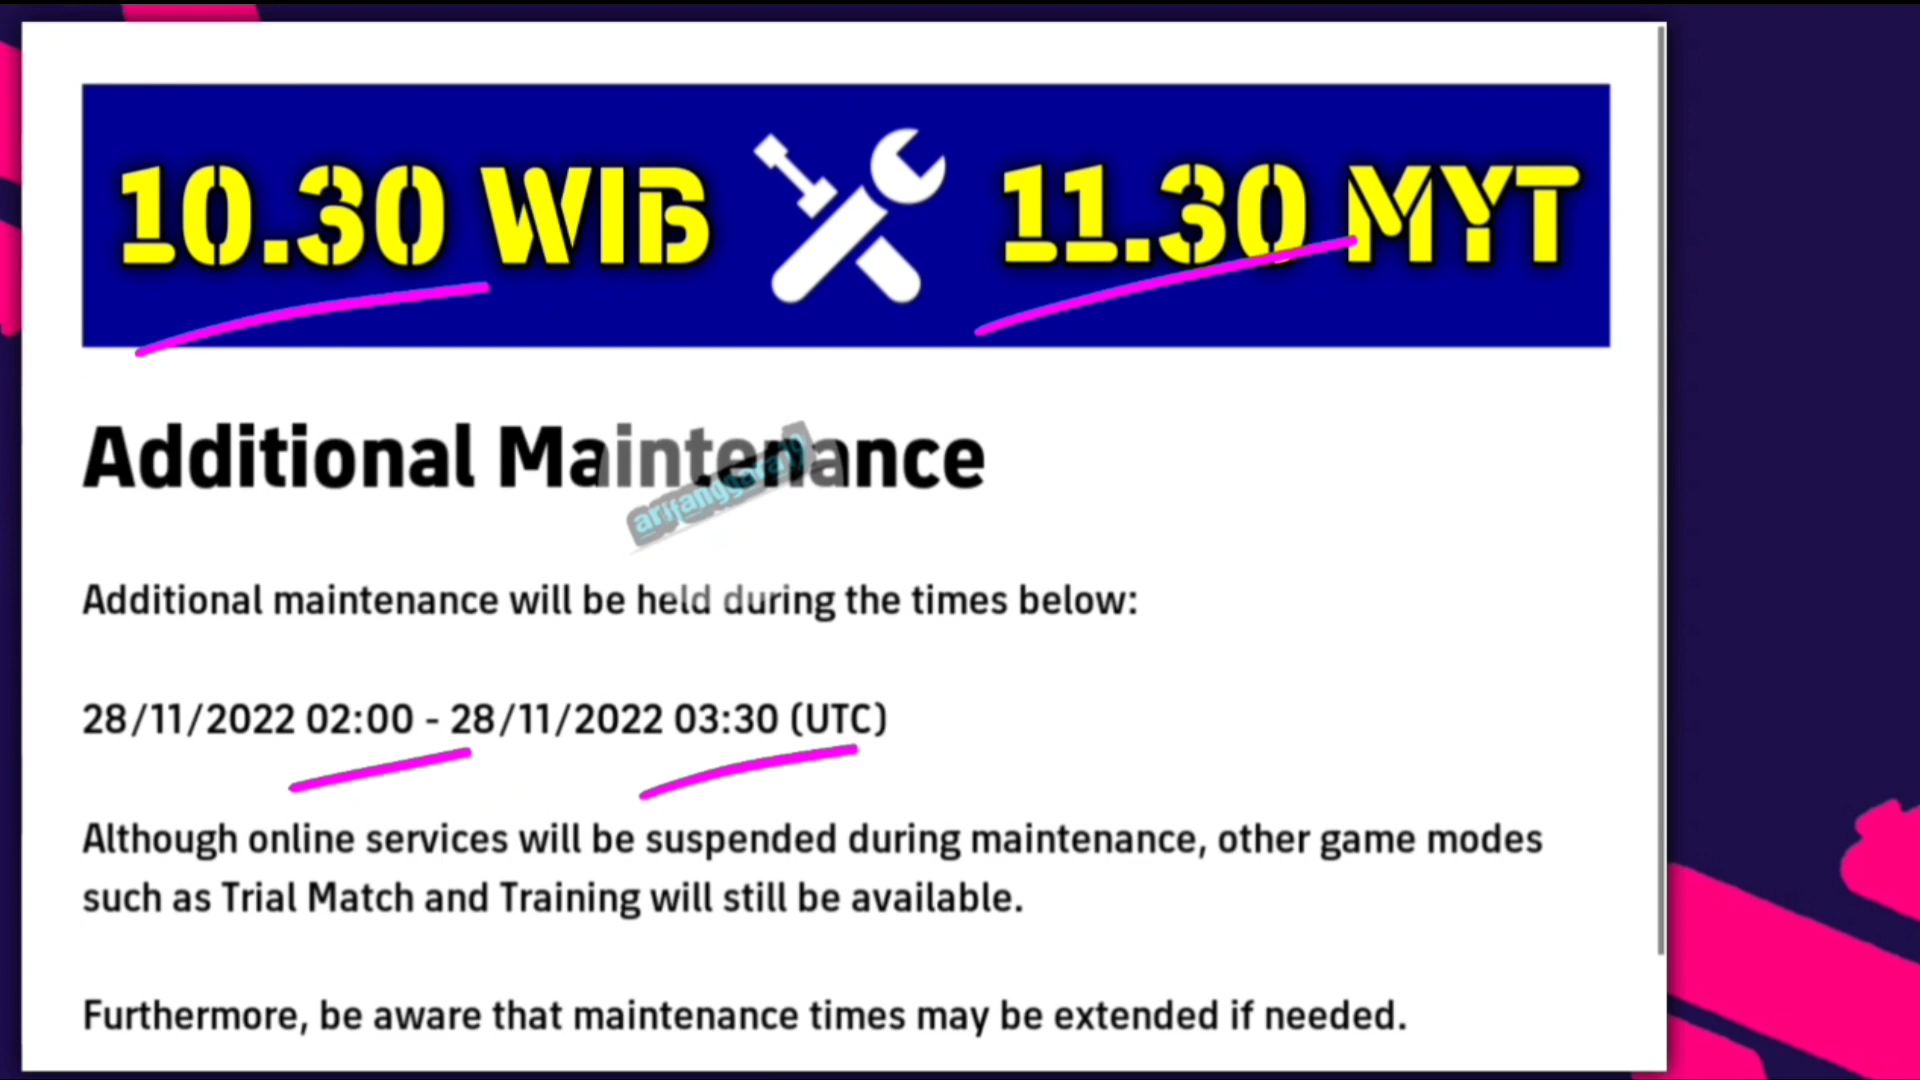 10.30 WIB 11.30 MYT
Additional Maintenance
arifanggara19
Additional maintenance will be held during the times below:
28/11/2022 02:00 - 28/11/2022 03:30 (UTC)
Although online services will be suspended during maintenance, other game modes
such as Trial Match and Training will still be available.
Furthermore, be aware that maintenance times may be extended if needed.